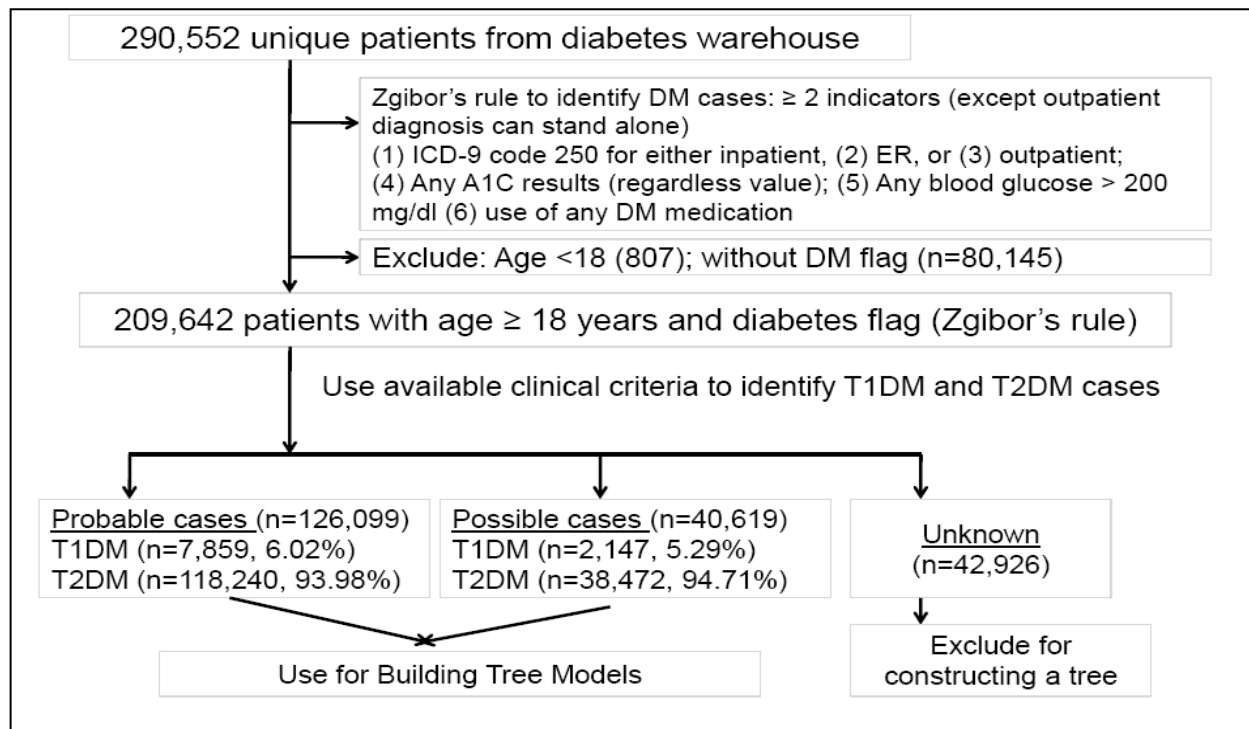 290,552 unique patients from diabetes warehouse
Zgibor's rule to identify DM cases: ≥ 2 indicators (except outpatient
diagnosis can stand alone)
(1) ICD-9 code 250 for either inpatient, (2) ER, or (3) outpatient;
(4) Any A1C results (regardless value); (5) Any blood glucose > 200
mg/dl (6) use of any DM medication
Exclude: Age <18 (807); without DM flag (n=80,145)
209,642 patients with age ≥ 18 years and diabetes flag (Zgibor's rule)
Use available clinical criteria to identify T1DM and T2DM cases
Probable cases (n=126,099)
T1DM (n=7,859, 6.02%)
T2DM (n=118,240, 93.98%)
Possible cases (n=40,619)
T1DM (n=2,147, 5.29%)
T2DM (n=38,472, 94.71%)
Unknown
(n=42,926)
Use for Building Tree Models
Exclude for
constructing a tree